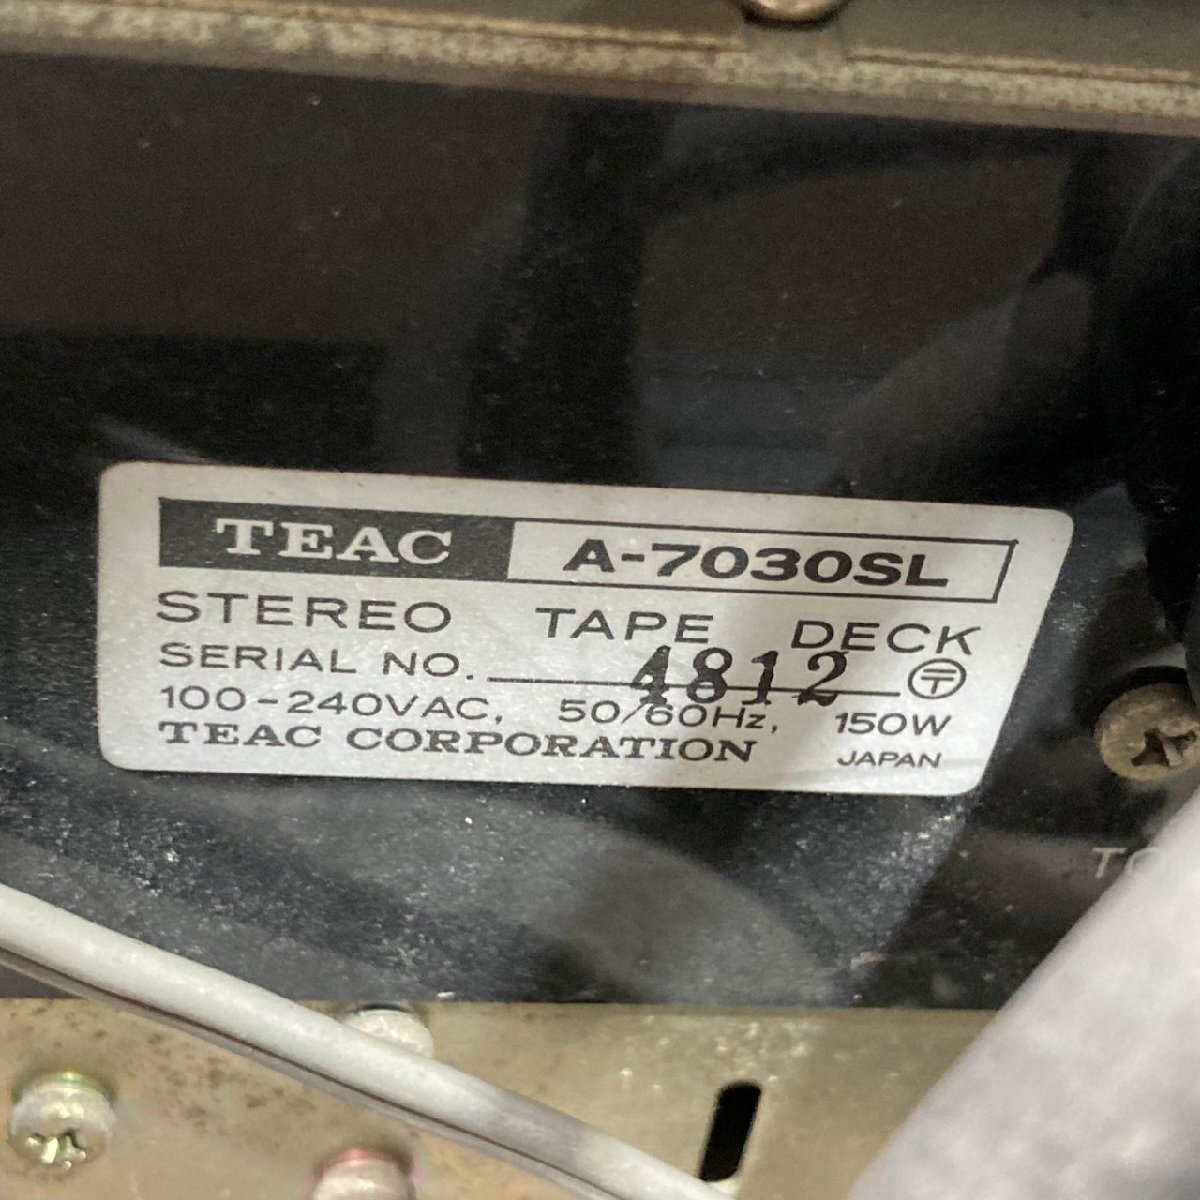 TEAC A-7030SL
STEREO TAPE DECK
SERIAL NO. 4812 〶
100-240VAC, 50/60Hz, 150W
TEAC CORPORATION JAPAN